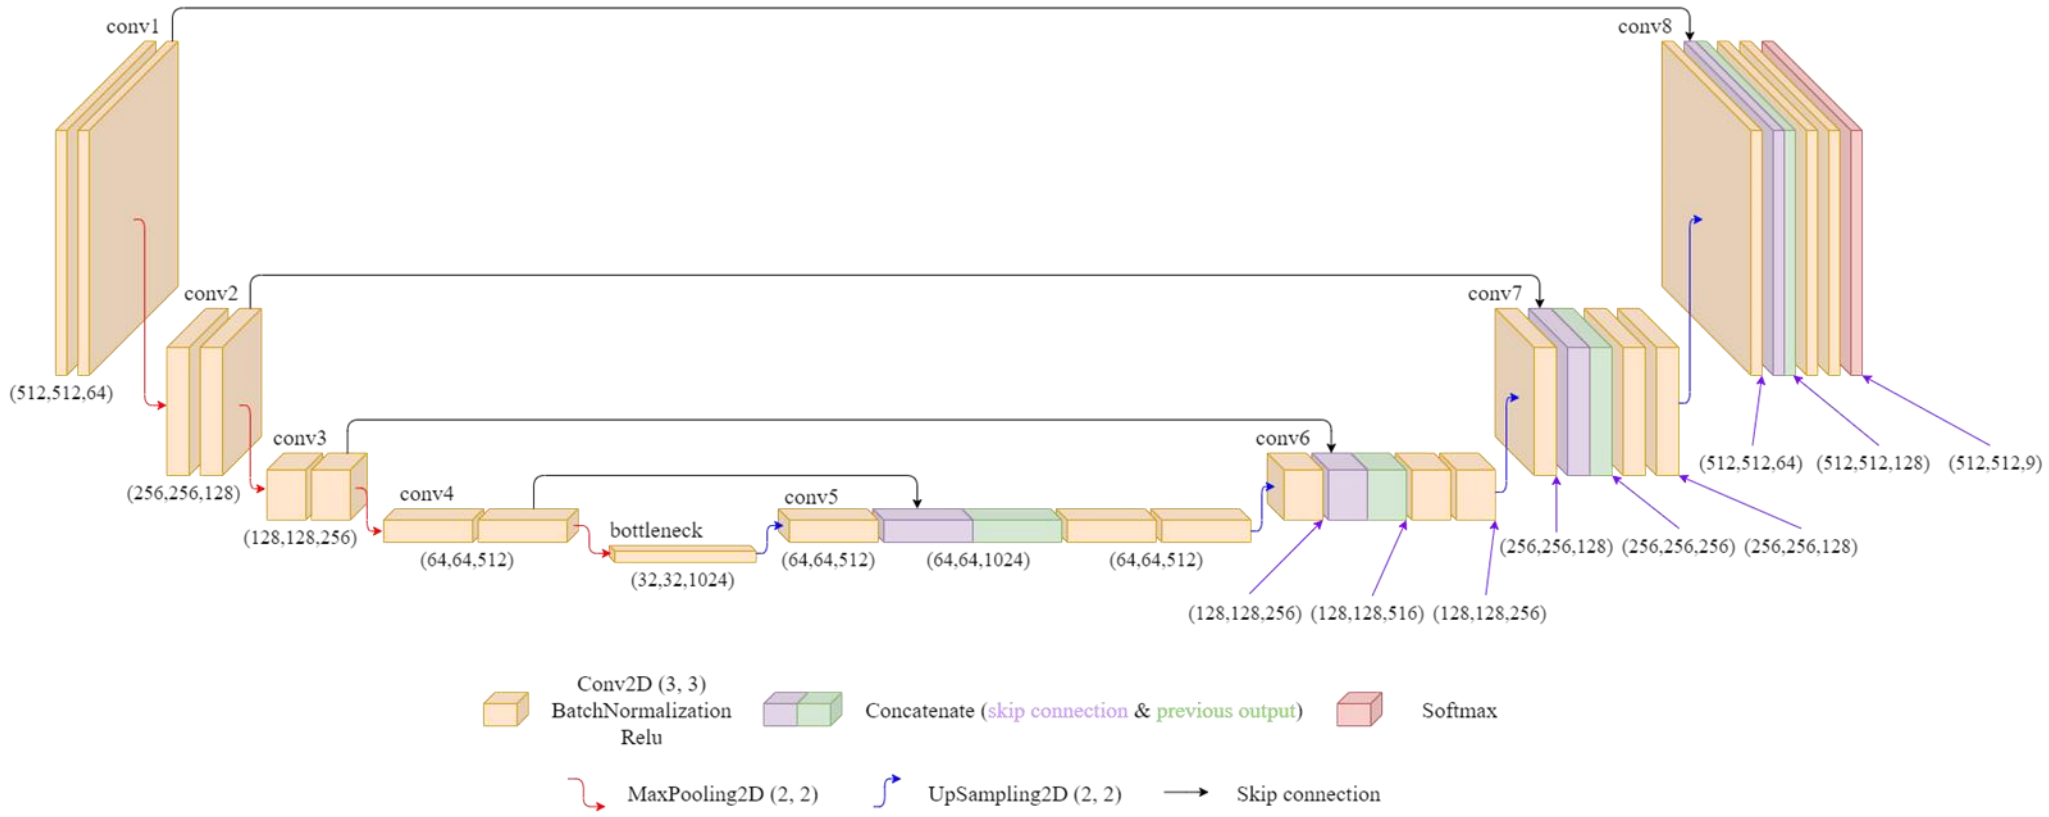 conv1
conv8
(512,512,64)
conv2
conv7
(256,256,128)
conv3
conv6
(128,128,256)
conv4
(64,64,512)
bottleneck
(32,32,1024)
conv5
(64,64,512)
(64,64,1024)
(64,64,512)
(128,128,256)
(128,128,516)
(128,128,256)
(256,256,128)
(256,256,256)
(256,256,128)
(512,512,64)
(512,512,128)
(512,512,9)
Conv2D (3, 3)
BatchNormalization
Relu
Concatenate (skip connection & previous output)
Softmax
MaxPooling2D (2, 2)
UpSampling2D (2, 2)
Skip connection